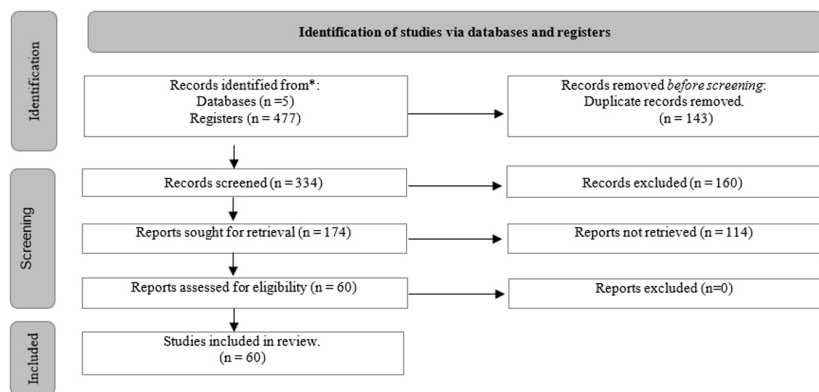 Identification of studies via databases and registers
Identification
Records identified from*:
Databases (n =5)
Registers (n = 477)
Records removed before screening:
Duplicate records removed.
(n = 143)
Screening
Records screened (n = 334)
Records excluded (n = 160)
Reports sought for retrieval (n = 174)
Reports not retrieved (n = 114)
Reports assessed for eligibility (n = 60)
Reports excluded (n=0)
Included
Studies included in review.
(n = 60)